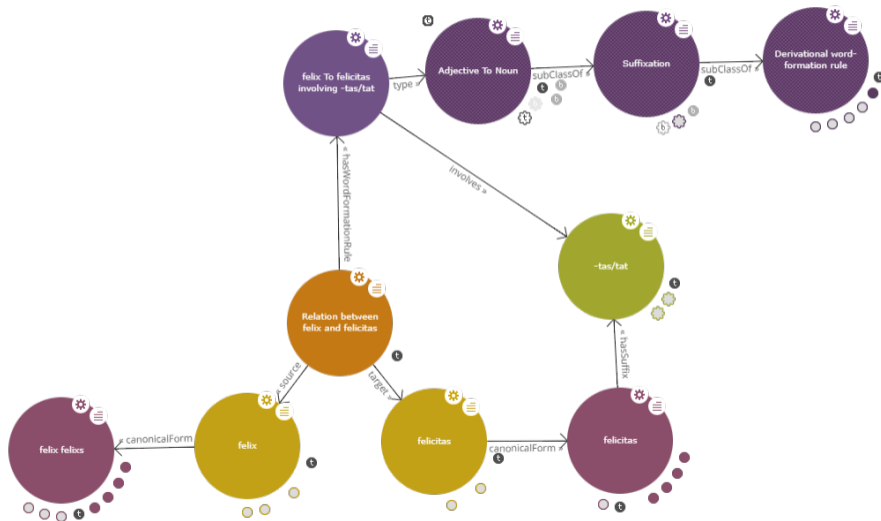 felix To felicitas
involving -tas/tat
type »
Adjective To Noun
subClassOf »
Suffixation
subClassOf »
Derivational word-
formation rule
« hasWordFormationRule
involves »
-tas/tat
Relation between
felix and felicitas
« source
target »
« hasSuffix
felix felixs
« canonicalForm
felix
felicitas
canonicalForm »
felicitas